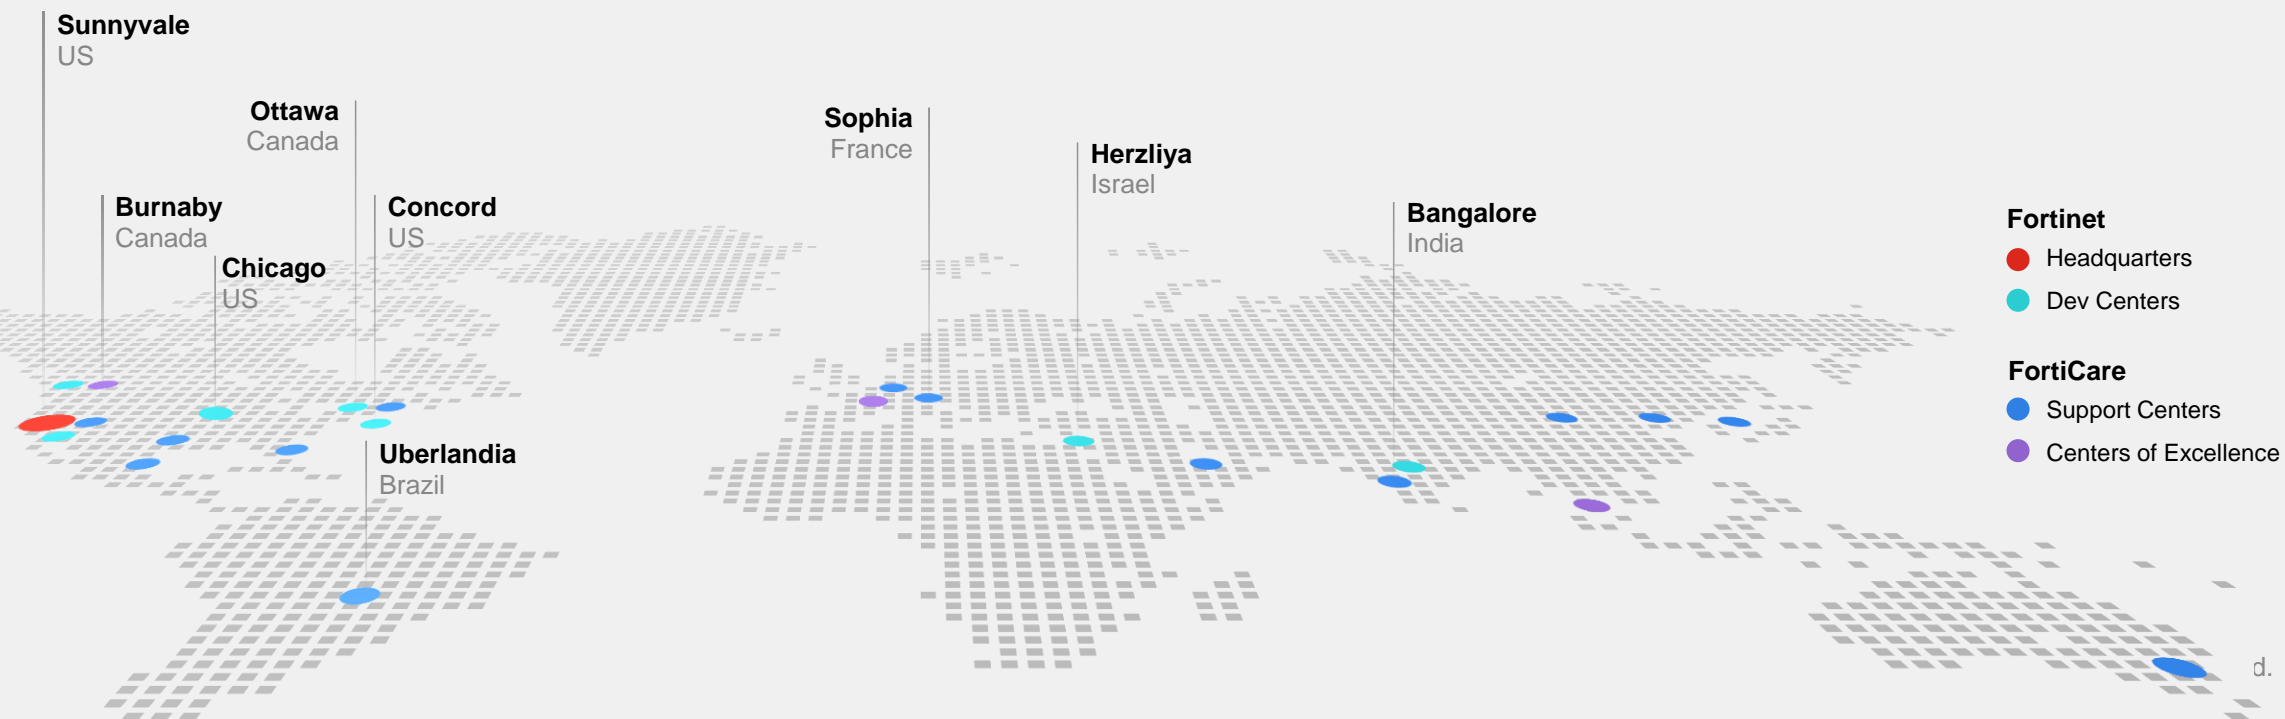 Sunnyvale
US
Ottawa
Canada
Sophia
France
Herzliya
Israel
Burnaby
Canada
Concord
US
Bangalore
India
Chicago
US
Uberlandia
Brazil
Fortinet
Headquarters
Dev Centers
FortiCare
Support Centers
Centers of Excellence
d.